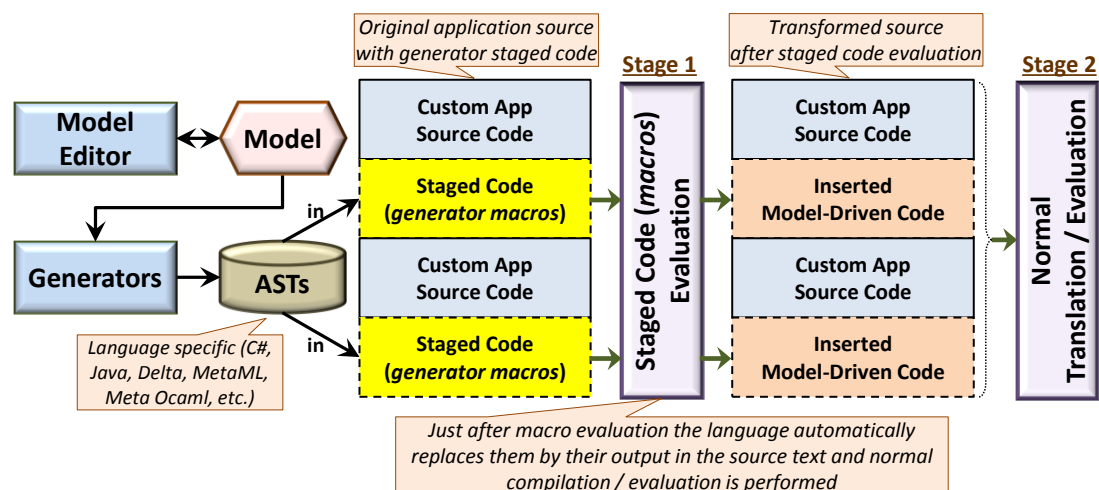 Original application source
with generator staged code
Transformed source
after staged code evaluation
Stage 1
Stage 2
Model
Editor
Model
Custom App
Source Code
Staged Code
(generator macros)
Custom App
Source Code
Staged Code
(generator macros)
in
in
Generators
ASTs
Language specific (C#,
Java, Delta, MetaML,
Meta Ocaml, etc.)
Staged Code (macros)
Evaluation
Custom App
Source Code
Inserted
Model-Driven Code
Custom App
Source Code
Inserted
Model-Driven Code
Normal
Translation / Evaluation
Just after macro evaluation the language automatically
replaces them by their output in the source text and normal
compilation / evaluation is performed